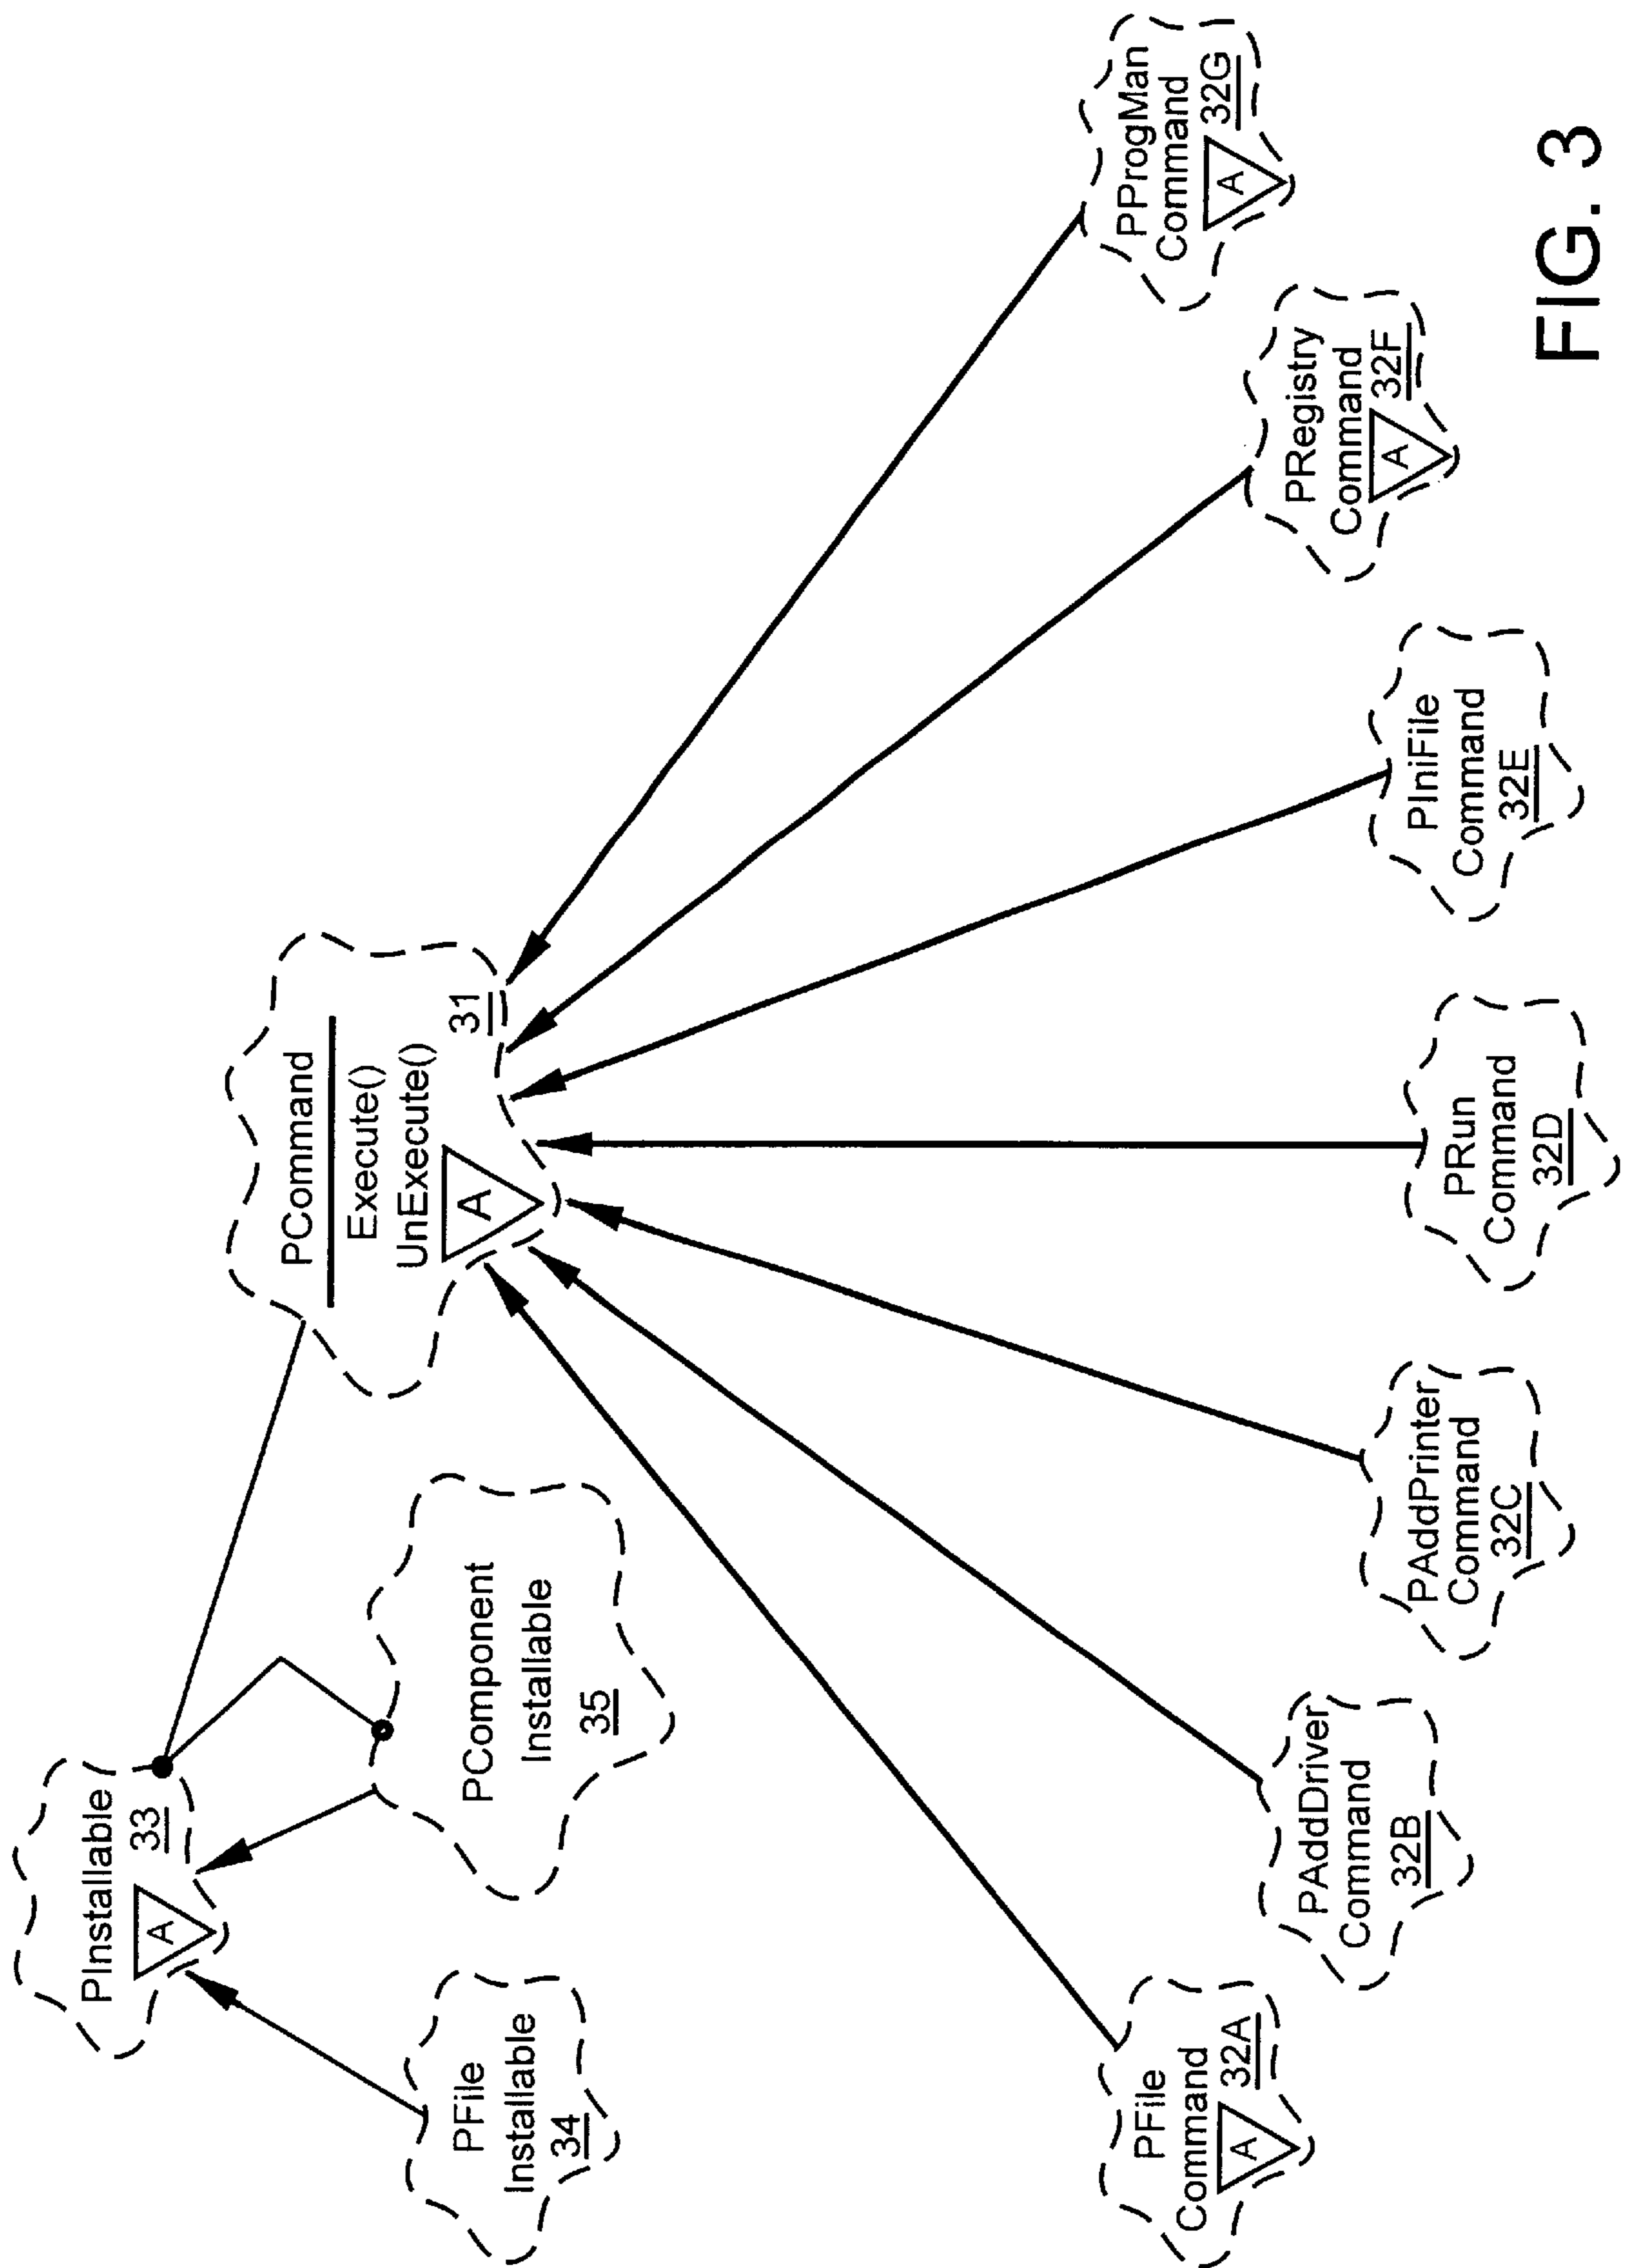 PInstallable
A
33
PFile
Installable
34
PComponent
Installable
35
PCommand
Execute()
UnExecute()
A
31
PFile
Command
A
32A
PAddDriver
Command
32B
PAddPrinter
Command
32C
PRun
Command
32D
PIniFile
Command
32E
PRegistry
Command
A
32F
PProgMan
Command
A
32G
FIG. 3